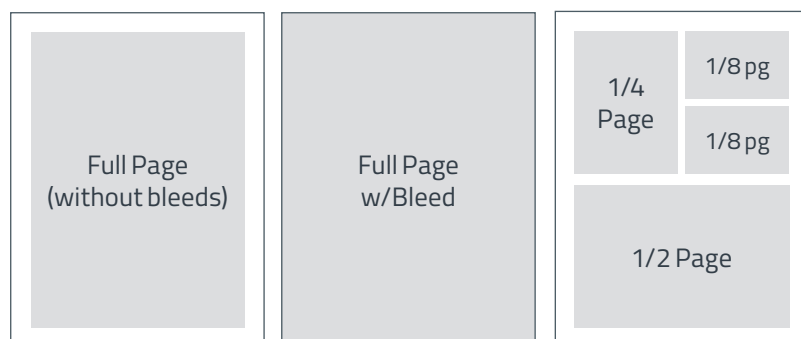 Full Page
(without bleeds)
Full Page
w/Bleed
1/4
Page
1/8 pg
1/8 pg
1/2 Page